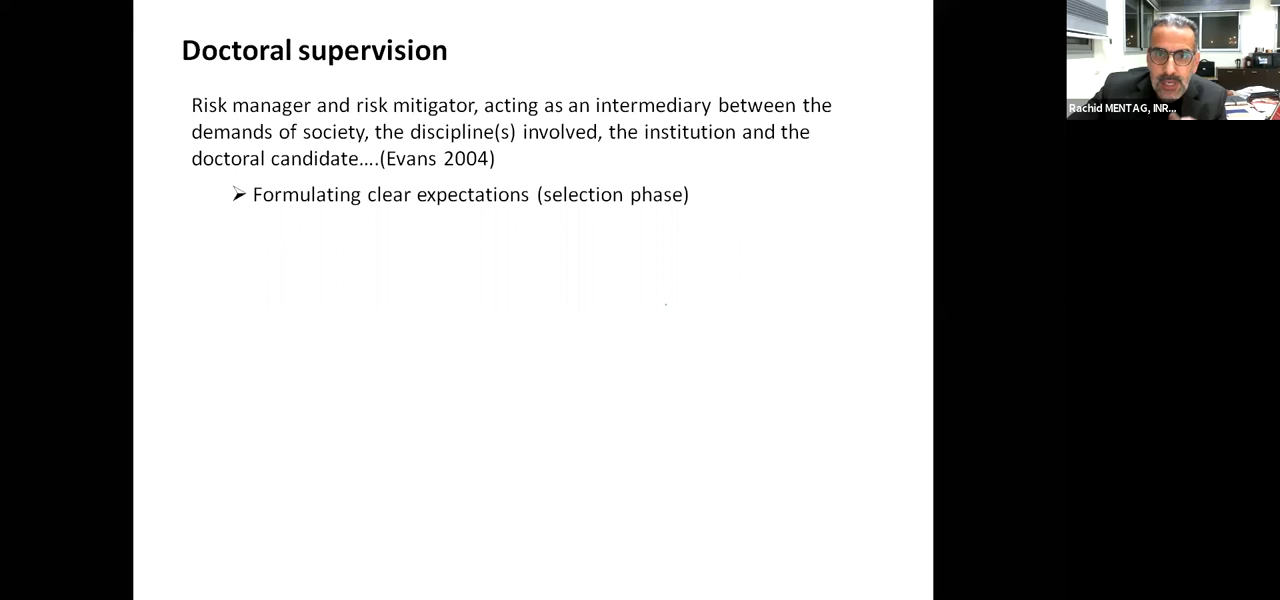 Doctoral supervision
Risk manager and risk mitigator, acting as an intermediary between the
demands of society, the discipline(s) involved, the institution and the
doctoral candidate….(Evans 2004)
➢ Formulating clear expectations (selection phase)
Rachid MENTAG, INR...